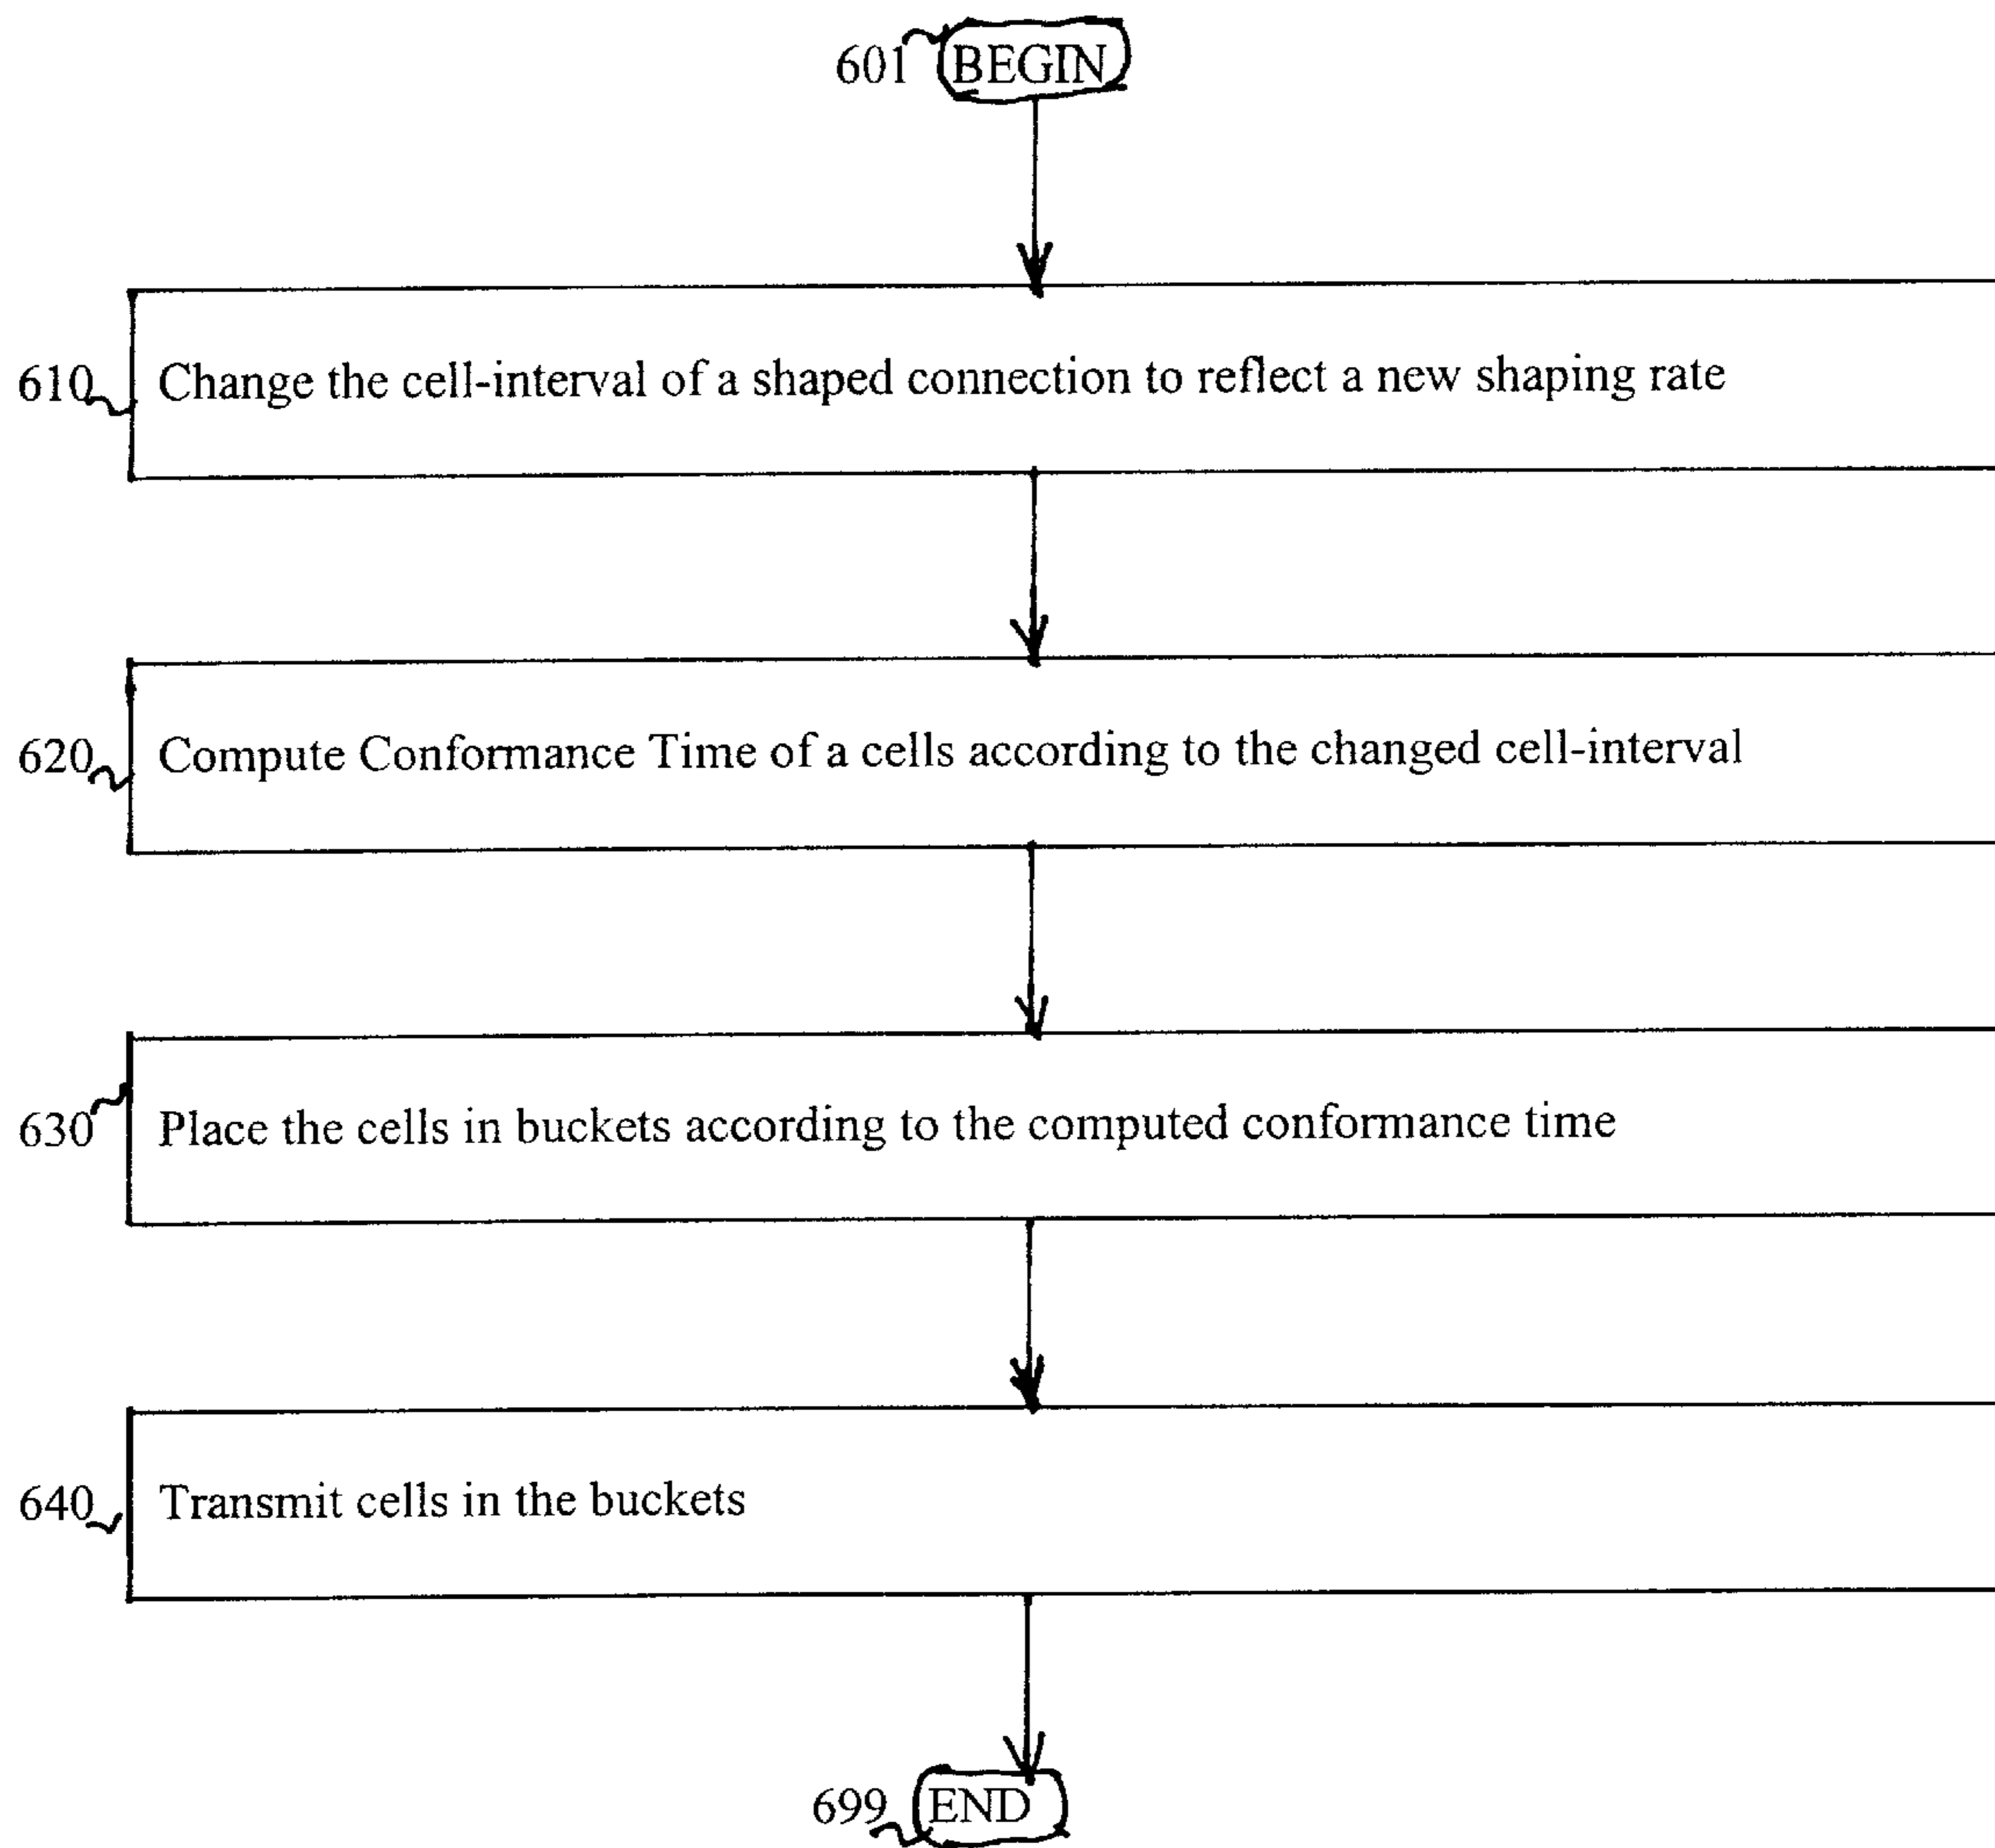 601 BEGIN
610 Change the cell-interval of a shaped connection to reflect a new shaping rate
620 Compute Conformance Time of a cells according to the changed cell-interval
630 Place the cells in buckets according to the computed conformance time
640 Transmit cells in the buckets
699 END